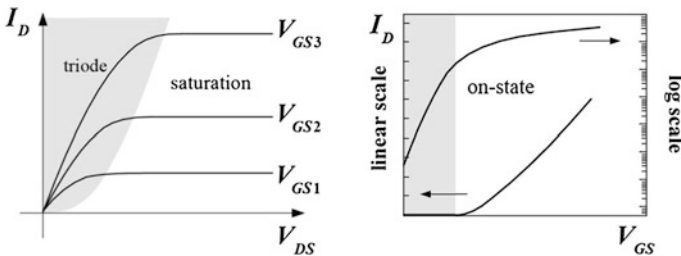 I_D
triode
saturation
V_GS3
V_GS2
V_GS1
V_DS
I_D
linear scale
on-state
log scale
V_GS